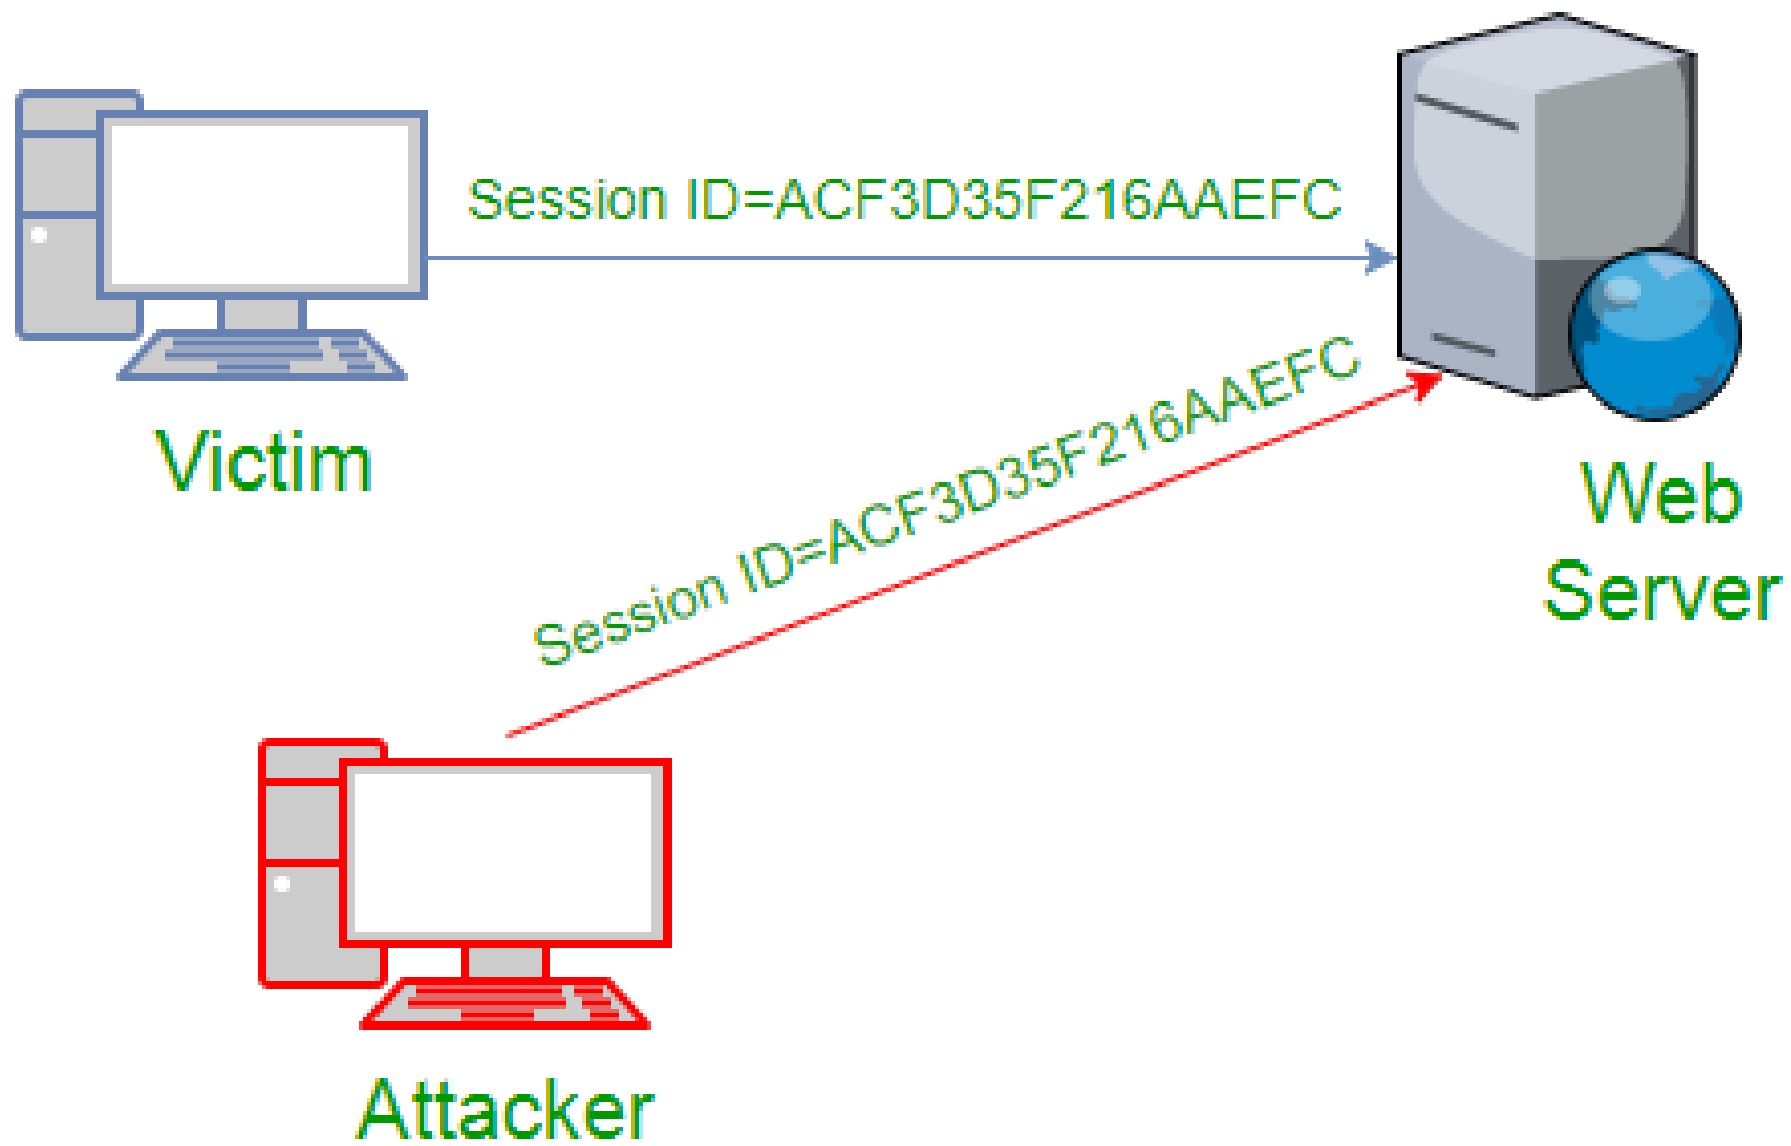 Session ID=ACF3D35F216AAEFC
Victim
Session ID=ACF3D35F216AAEFC
Web
Server
Attacker